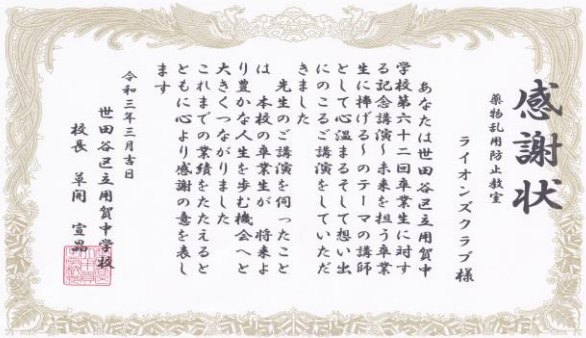 感謝状
薬物乱用防止教室
ライオンズクラブ様
あなたは世田谷区立用賀中
学校第六十二回卒業生に対す
る記念講演～未来を担う卒業
生に捧げる～のテーマの講師
として心温まるそして想い出
にのこるご講演をしていただ
きました
先生のご講演を伺ったこと
は 本校の卒業生が 将来よ
り豊かな人生を歩む機会へと
大きくつながりました
これまでの業績をたたえると
ともに心より感謝の意を表し
ます
令和三年三月吉日
世田谷区立用賀中学校
校長 草間 宣晶